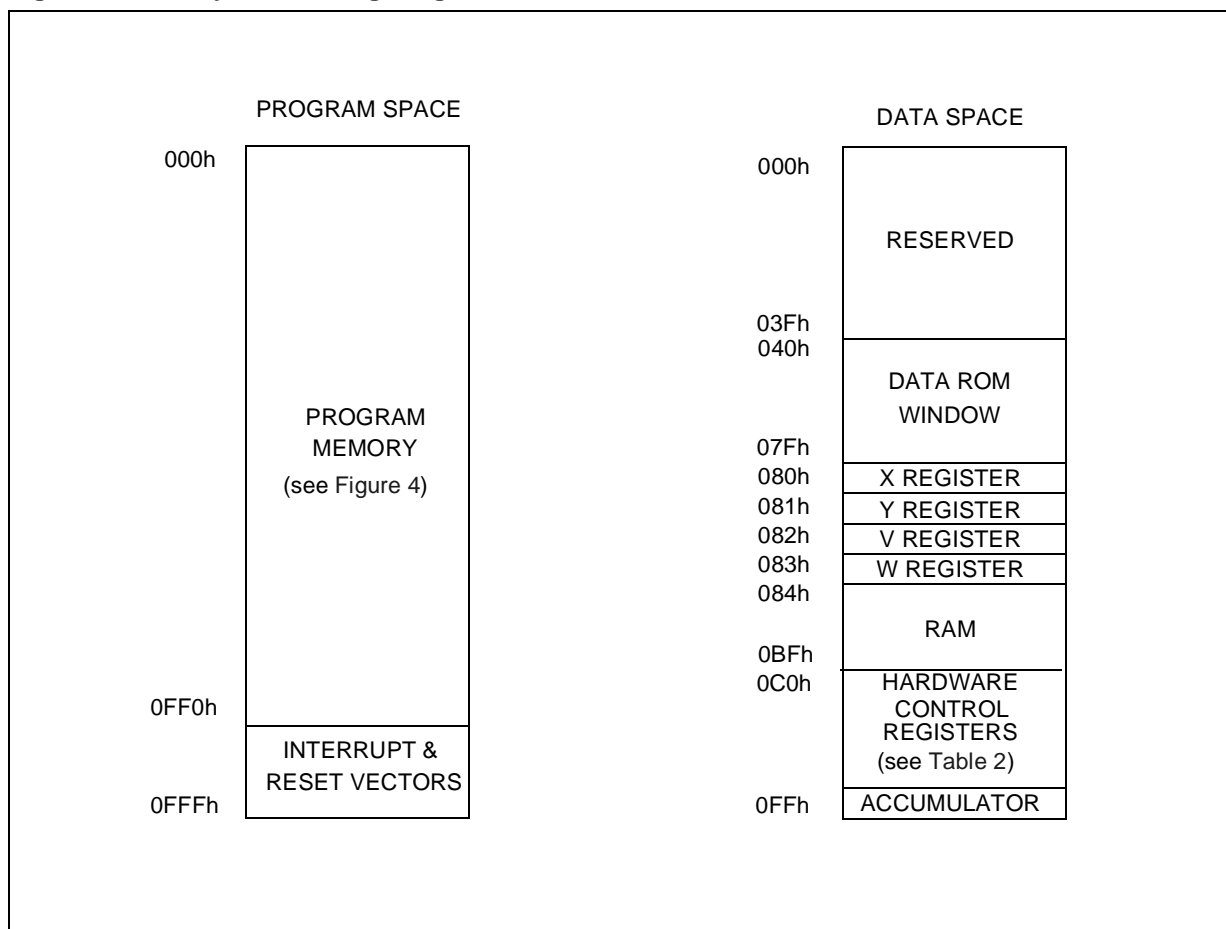 PROGRAM SPACE
000h
PROGRAM
MEMORY
(see Figure 4)
0FF0h
INTERRUPT &
RESET VECTORS
0FFFh
DATA SPACE
000h
RESERVED
03Fh
040h
DATA ROM
WINDOW
07Fh
080h X REGISTER
081h Y REGISTER
082h V REGISTER
083h W REGISTER
084h
RAM
0BFh
0C0h HARDWARE
CONTROL
REGISTERS
(see Table 2)
0FFh ACCUMULATOR